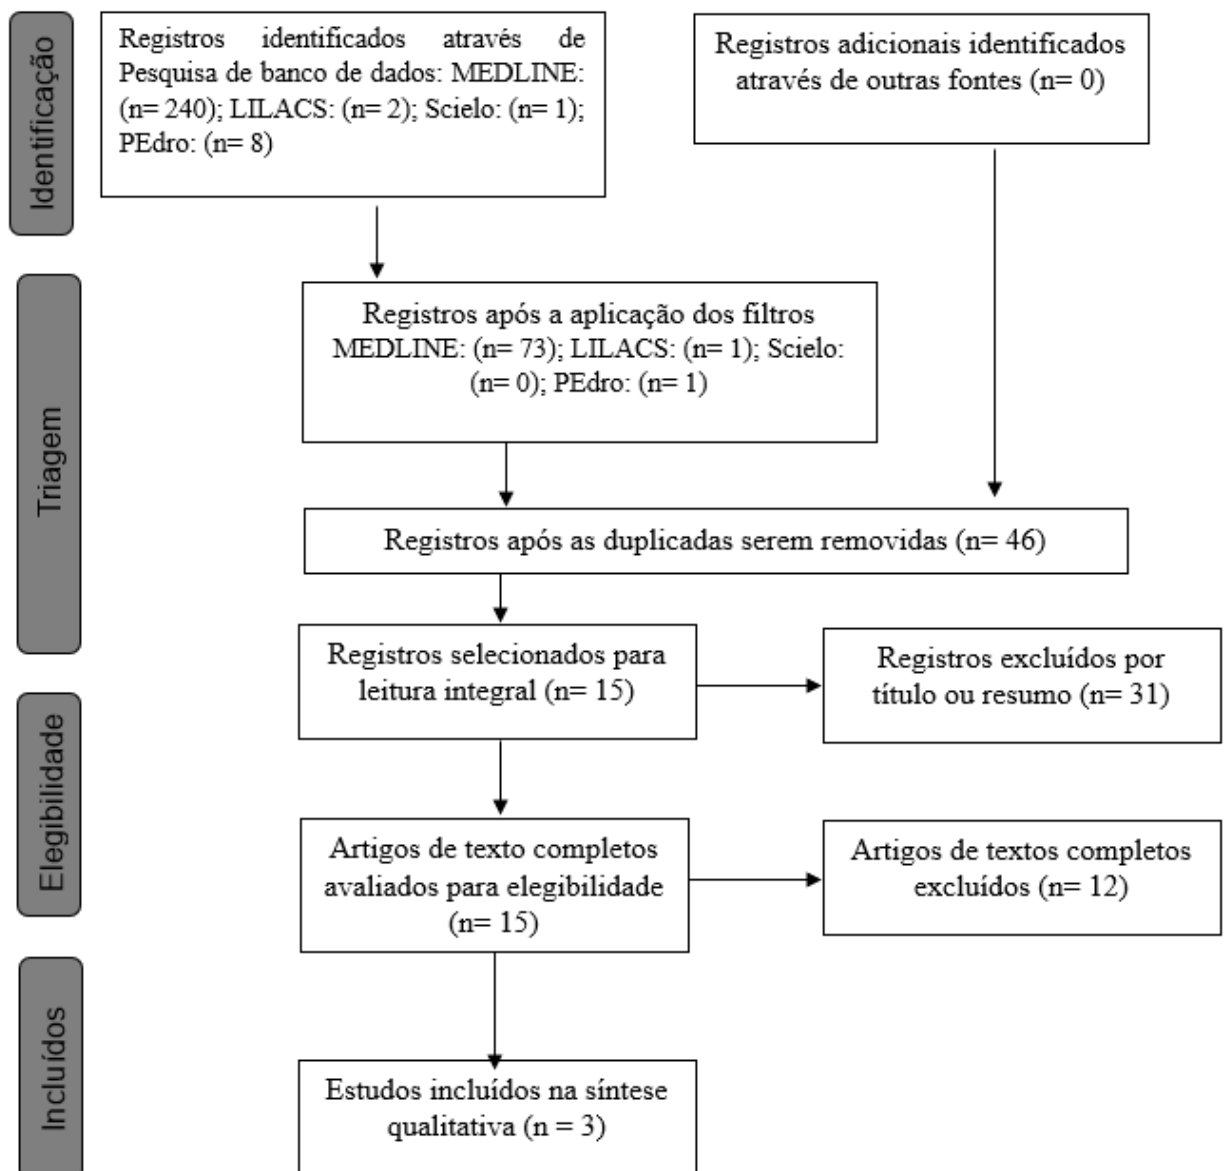 Identificação
Registros identificados através de
Pesquisa de banco de dados: MEDLINE:
(n= 240); LILACS: (n= 2); Scielo: (n= 1);
PEdro: (n= 8)
Registros adicionais identificados
através de outras fontes (n= 0)
Triagem
Registros após a aplicação dos filtros
MEDLINE: (n= 73); LILACS: (n= 1); Scielo:
(n= 0); PEdro: (n= 1)
Registros após as duplicadas serem removidas (n= 46)
Registros selecionados para
leitura integral (n= 15)
Registros excluídos por
título ou resumo (n= 31)
Elegibilidade
Artigos de texto completos
avaliados para elegibilidade
(n= 15)
Artigos de textos completos
excluídos (n= 12)
Incluídos
Estudos incluídos na síntese
qualitativa (n = 3)